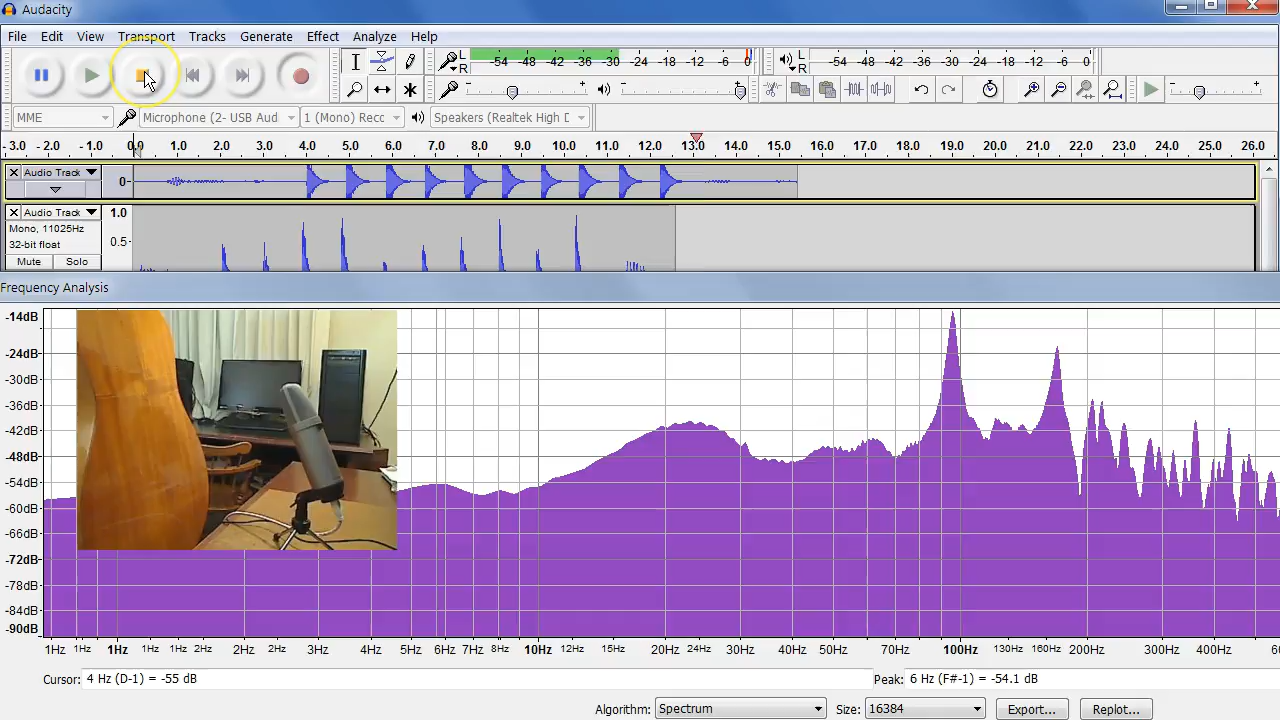 Audacity
File Edit View Transport Tracks Generate Effect Analyze Help
L R -54 -48 -42 -36 -30 -24 -18 -12 -6 0 L R -54 -48 -42 -36 -30 -24 -18 -12 -6 0
MME Microphone (2- USB Aud 1 (Mono) Recc Speakers (Realtek High D
-3.0 -2.0 -1.0 0.0 1.0 2.0 3.0 4.0 5.0 6.0 7.0 8.0 9.0 10.0 11.0 12.0 13.0 14.0 15.0 16.0 17.0 18.0 19.0 20.0 21.0 22.0 23.0 24.0 25.0 26.0
Audio Track 0-
Audio Track 1.0
Mono, 11025Hz
32-bit float 0.5-
Mute Solo
Frequency Analysis
-14dB
-24dB
-30dB
-36dB
-42dB
-48dB
-54dB
-60dB
-66dB
-72dB
-78dB
-84dB
-90dB
1Hz 1Hz 1Hz 1Hz 2Hz 3Hz 4Hz 5Hz 6Hz 7Hz 9Hz 10Hz 12Hz 16Hz 20Hz 24Hz 30Hz 40Hz 50Hz 70Hz 100Hz 130Hz 160Hz 200Hz 300Hz 400Hz 6
Cursor: 4 Hz (D-1) = -55 dB Peak: 6 Hz (F#-1) = -54.1 dB
Algorithm: Spectrum Size: 16384 Export... Replot...